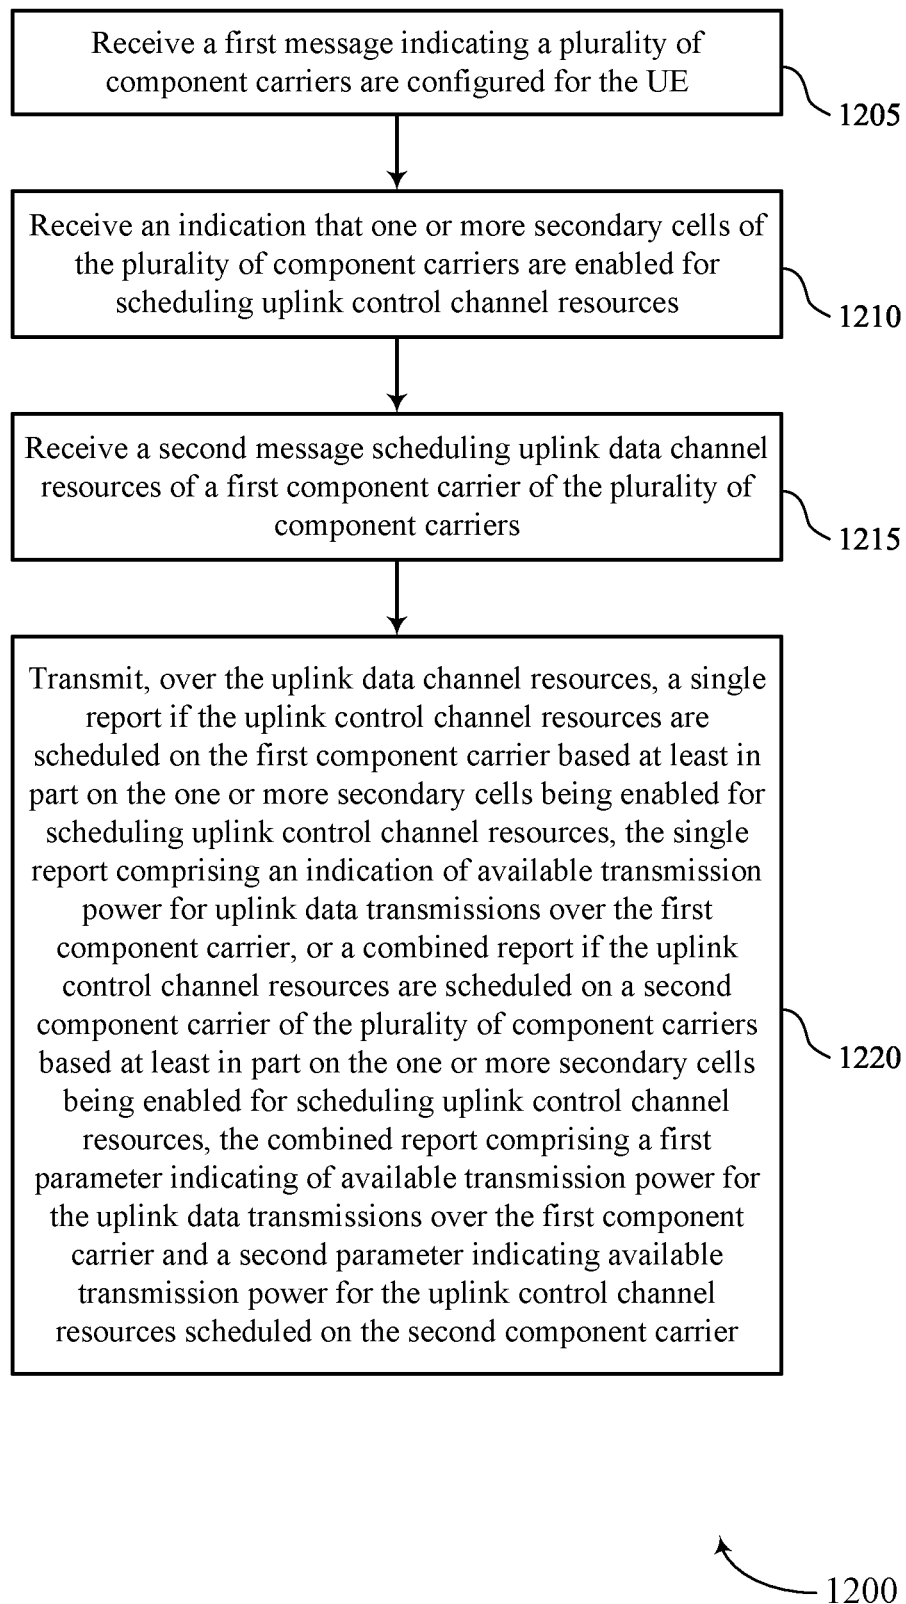 Receive a first message indicating a plurality of
component carriers are configured for the UE
1205
Receive an indication that one or more secondary cells of
the plurality of component carriers are enabled for
scheduling uplink control channel resources
1210
Receive a second message scheduling uplink data channel
resources of a first component carrier of the plurality of
component carriers
1215
Transmit, over the uplink data channel resources, a single
report if the uplink control channel resources are
scheduled on the first component carrier based at least in
part on the one or more secondary cells being enabled for
scheduling uplink control channel resources, the single
report comprising an indication of available transmission
power for uplink data transmissions over the first
component carrier, or a combined report if the uplink
control channel resources are scheduled on a second
component carrier of the plurality of component carriers
based at least in part on the one or more secondary cells
being enabled for scheduling uplink control channel
resources, the combined report comprising a first
parameter indicating of available transmission power for
the uplink data transmissions over the first component
carrier and a second parameter indicating available
transmission power for the uplink control channel
resources scheduled on the second component carrier
1220
1200